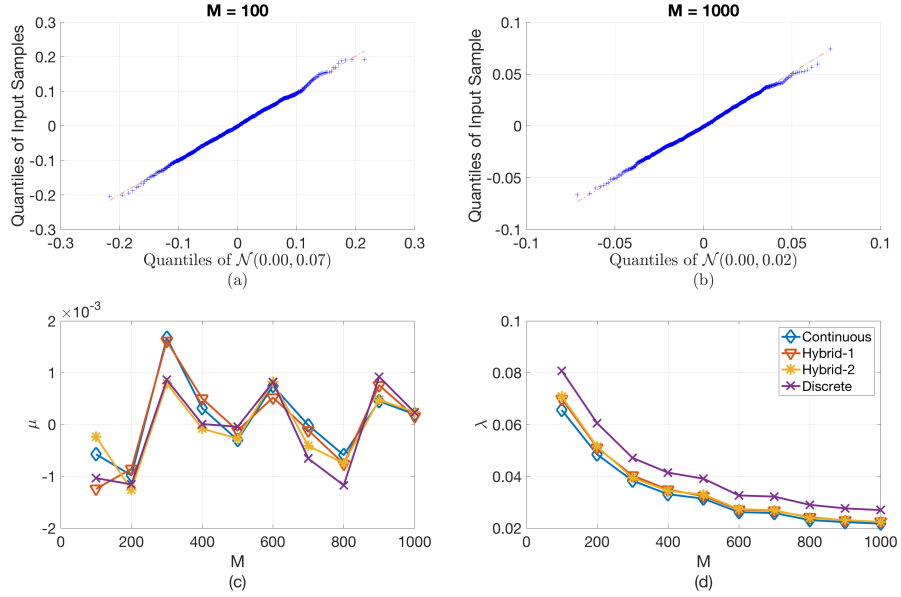 M = 100
0.3
0.2
0.1
0
-0.1
-0.2
-0.3
Quantiles of Input Samples
-0.3 -0.2 -0.1 0 0.1 0.2 0.3
Quantiles of 𝒩(0.00, 0.07)
(a)
M = 1000
0.1
0.05
0
-0.05
-0.1
Quantiles of Input Sample
-0.1 -0.05 0 0.05 0.1
Quantiles of 𝒩(0.00, 0.02)
(b)
×10⁻³
2
1
0
-1
-2
μ
0 200 400 600 800 1000
M
(c)
0.1
0.08
0.06
0.04
0.02
λ
Continuous
Hybrid-1
Hybrid-2
Discrete
0 200 400 600 800 1000
M
(d)